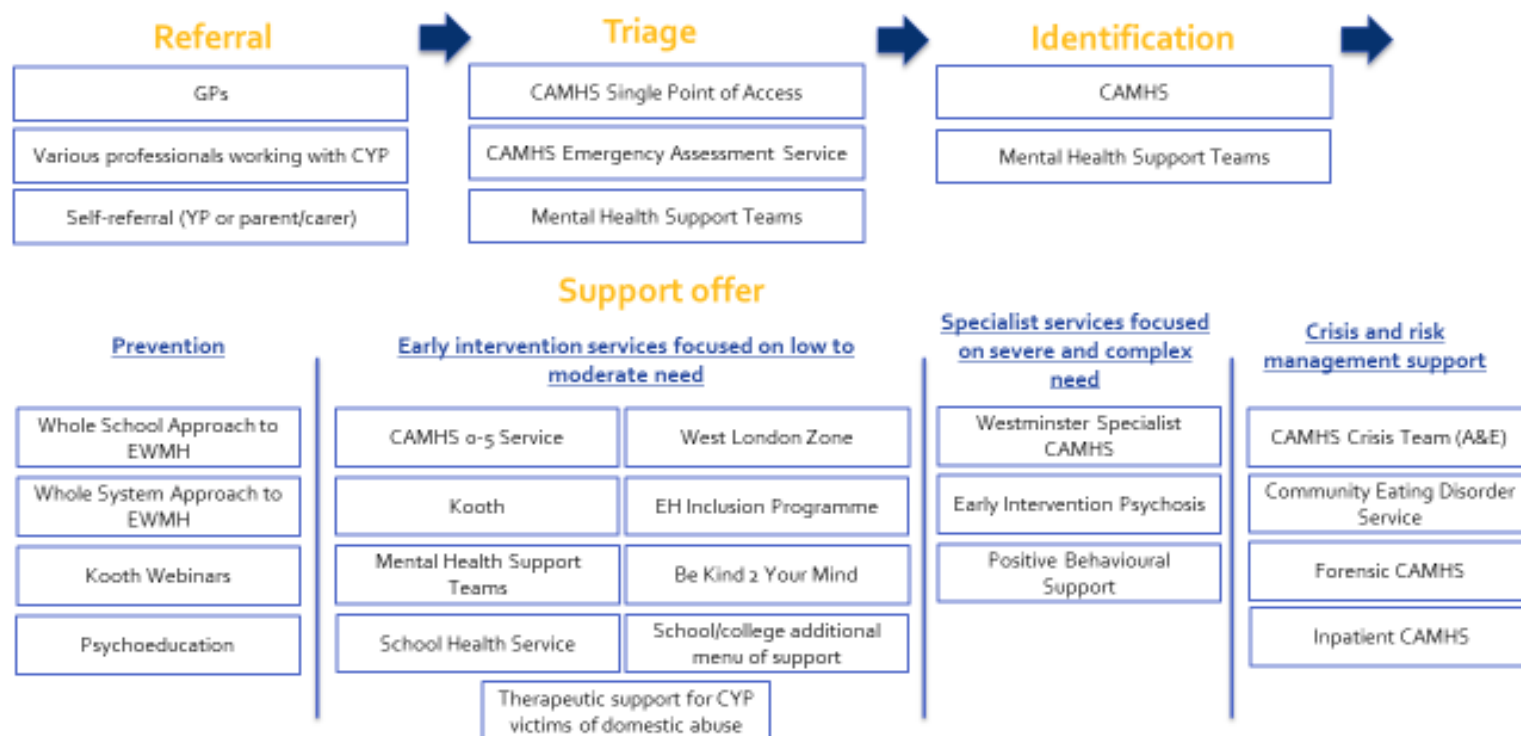 Referral
Triage
Identification
GPs
Various professionals working with CYP
Self-referral (YP or parent/carer)
CAMHS Single Point of Access
CAMHS Emergency Assessment Service
Mental Health Support Teams
CAMHS
Mental Health Support Teams
Support offer
Prevention
Whole School Approach to
EWMH
Whole System Approach to
EWMH
Kooth Webinars
Psychoeducation
Early intervention services focused on low to
moderate need
CAMHS 0-5 Service
West London Zone
Kooth
EH Inclusion Programme
Mental Health Support
Teams
Be Kind 2 Your Mind
School Health Service
School/college additional
menu of support
Therapeutic support for CYP
victims of domestic abuse
Specialist services focused
on severe and complex
need
Westminster Specialist
CAMHS
Early Intervention Psychosis
Positive Behavioural
Support
Crisis and risk
management support
CAMHS Crisis Team (A&E)
Community Eating Disorder
Service
Forensic CAMHS
Inpatient CAMHS